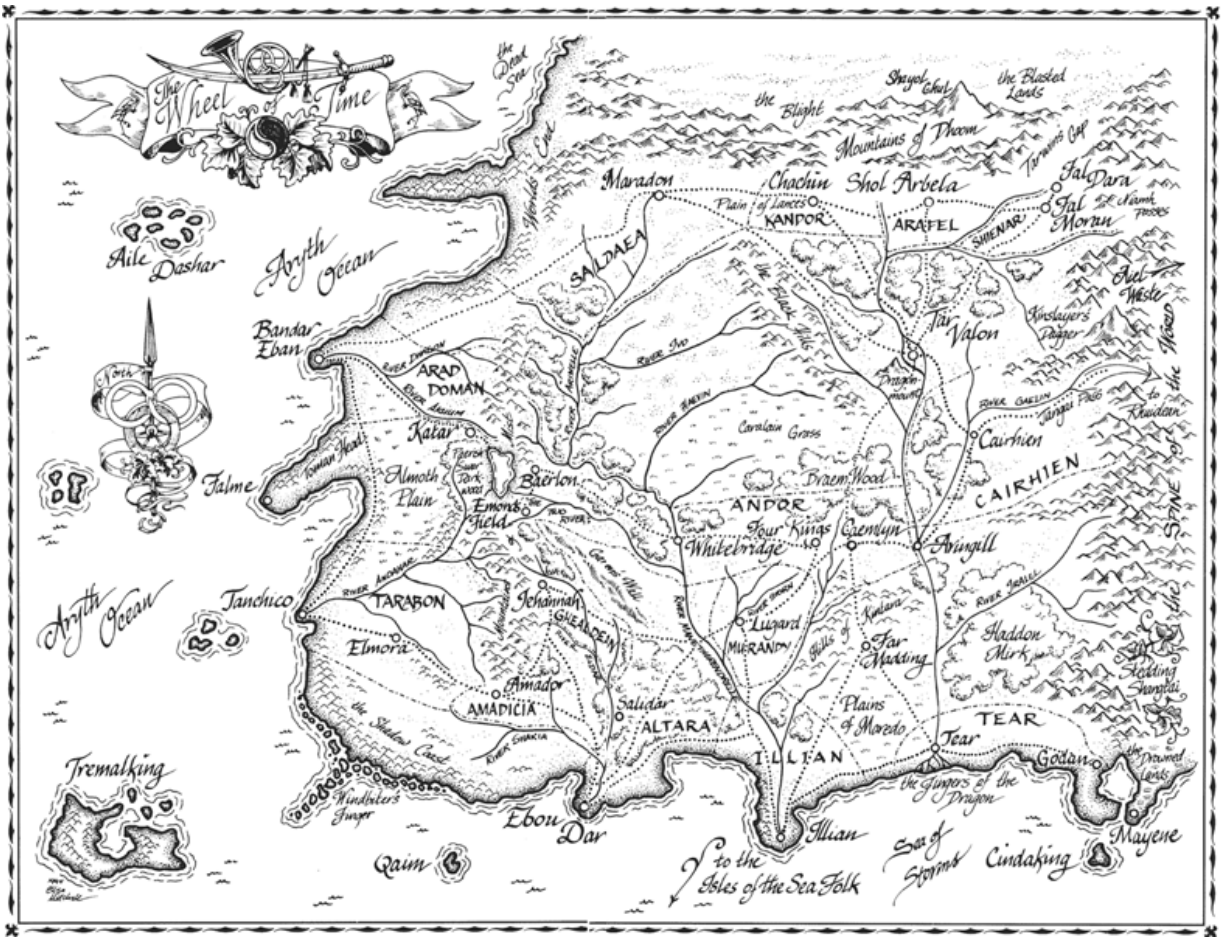 The
Wheel
of
Time
the
Dead
Sea
Shayol
Ghul
the Blasted
Lands
the
Blight
Mountains of Dhoom
Tarwin's Gap
World's End
Maradon
Chachin
Plain of Lances
KANDOR
Shol Arbela
ARAFEL
SHIENAR
Fal
Dara
Fal
Moran
Niamh
Passes
Aile
Dashar
Aryth
Ocean
SALDAEA
the Black Hills
Aiel
Waste
Kinslayer's
Dagger
Tar
Valon
North
Bandar
Eban
RIVER IVO
ARAD
DOMAN
RIVER
Dragon-
mount
RIVER GAELIN
Jangai Pass
to
Rhuidean
the SPINE of the WORLD
Katar
Caralain Grass
Cairhien
CAIRHIEN
Toman Head
Almoth
Plain
Falme
Baerlon
Braem Wood
ANDOR
Emond's
Field
TWO
RIVERS
Four Kings
Caemlyn
Whitebridge
Aringill
Aryth
Ocean
Tanchico
RIVER ANDAHAR
TARABON
Jehannah
GHEALDAN
RIVER IRALELL
Haddon
Mirk
Lugard
MURANDY
Hills of
Kintara
Far
Madding
Stedding
Shangtai
Elmora
Amador
AMADICIA
Salidar
ALTARA
Plains
of Maredo
TEAR
the Shadow Coast
ILLIAN
Tear
Godan
the
Drowned
Lands
the Fingers of the
Dragon
Tremalking
Windbiter's
Finger
Ebou
Dar
Illian
Mayene
Qaim
to the
Isles of the Sea Folk
Sea of
Storms
Cindaking